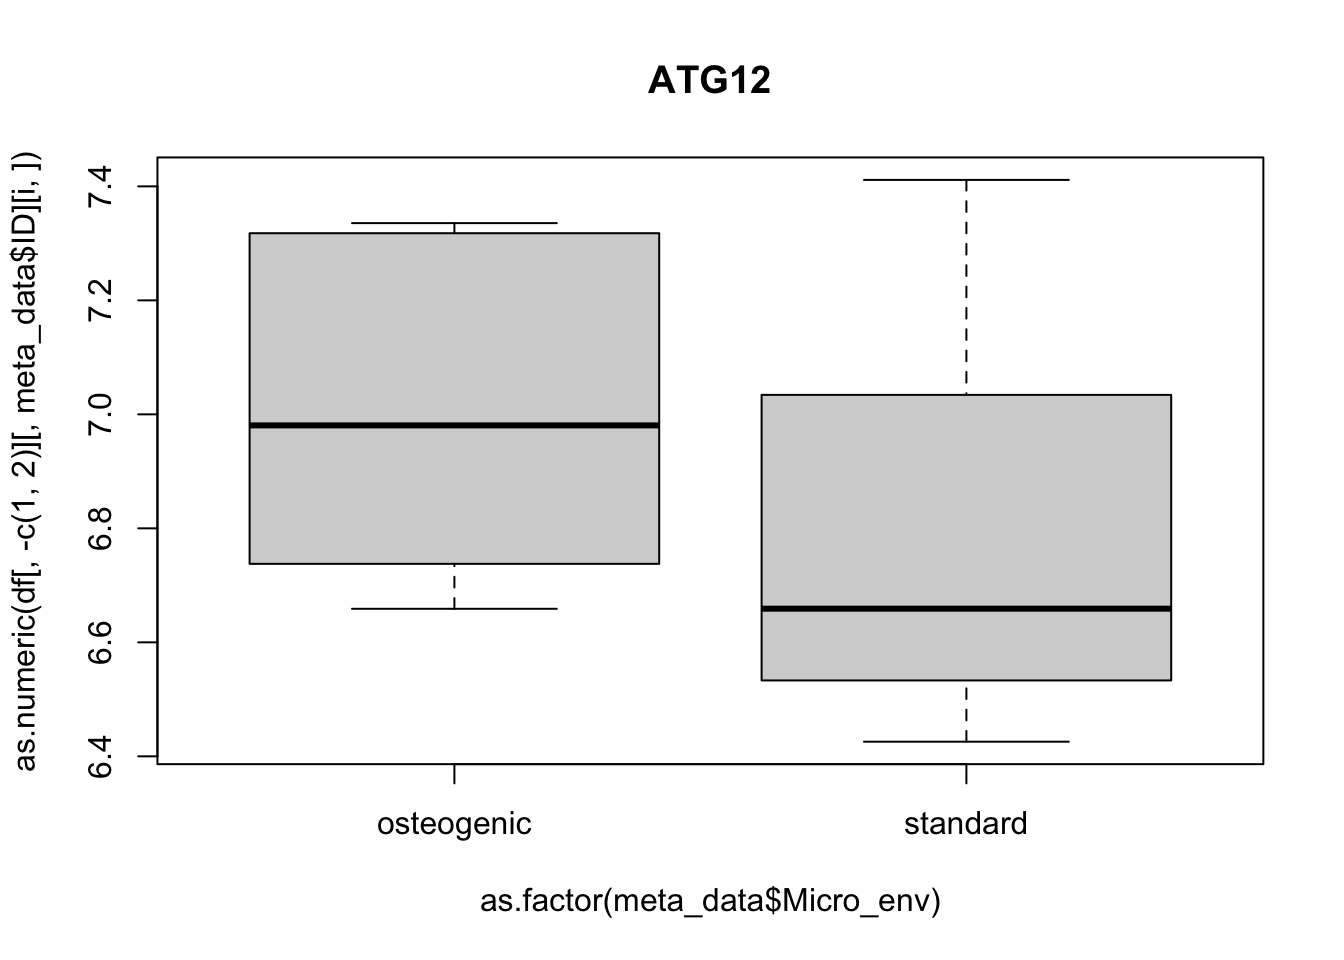 ATG12
as.numeric(df[, -c(1, 2)][, meta_data$ID][i, ])
7.4
7.2
7.0
6.8
6.6
6.4
osteogenic standard
as.factor(meta_data$Micro_env)